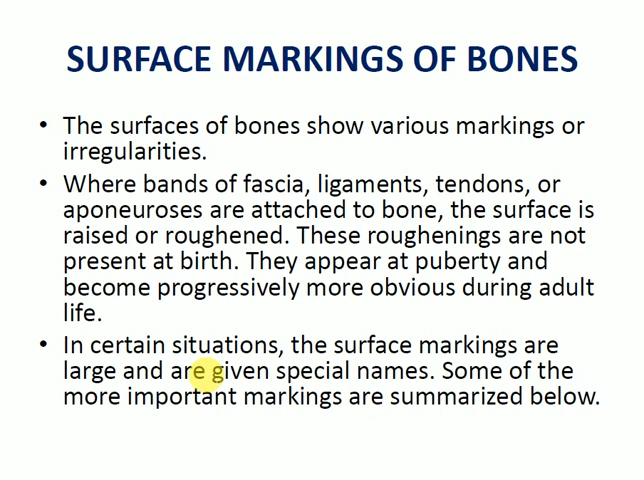 SURFACE MARKINGS OF BONES
• The surfaces of bones show various markings or
irregularities.
• Where bands of fascia, ligaments, tendons, or
aponeuroses are attached to bone, the surface is
raised or roughened. These roughenings are not
present at birth. They appear at puberty and
become progressively more obvious during adult
life.
• In certain situations, the surface markings are
large and are given special names. Some of the
more important markings are summarized below.